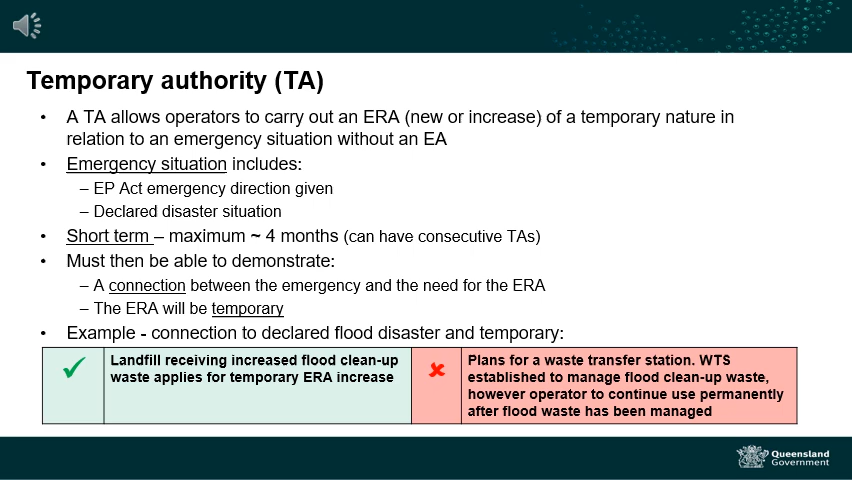 Temporary authority (TA)
• A TA allows operators to carry out an ERA (new or increase) of a temporary nature in
relation to an emergency situation without an EA
• Emergency situation includes:
– EP Act emergency direction given
– Declared disaster situation
• Short term – maximum ~ 4 months (can have consecutive TAs)
• Must then be able to demonstrate:
– A connection between the emergency and the need for the ERA
– The ERA will be temporary
• Example - connection to declared flood disaster and temporary:
Landfill receiving increased flood clean-up
waste applies for temporary ERA increase
Plans for a waste transfer station. WTS
established to manage flood clean-up waste,
however operator to continue use permanently
after flood waste has been managed
Queensland
Government